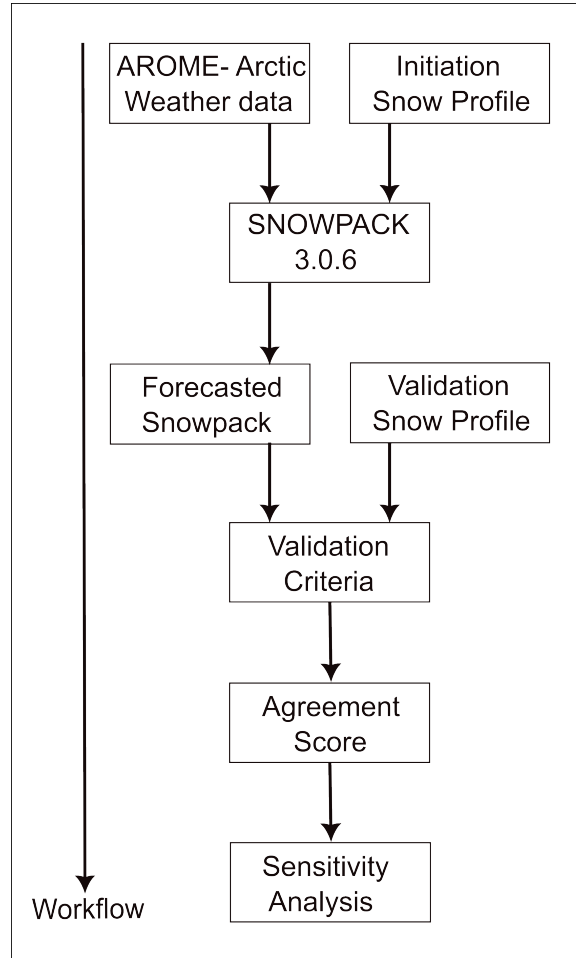 AROME- Arctic
Weather data
Initiation
Snow Profile
SNOWPACK
3.0.6
Forecasted
Snowpack
Validation
Snow Profile
Validation
Criteria
Agreement
Score
Sensitivity
Analysis
Workflow